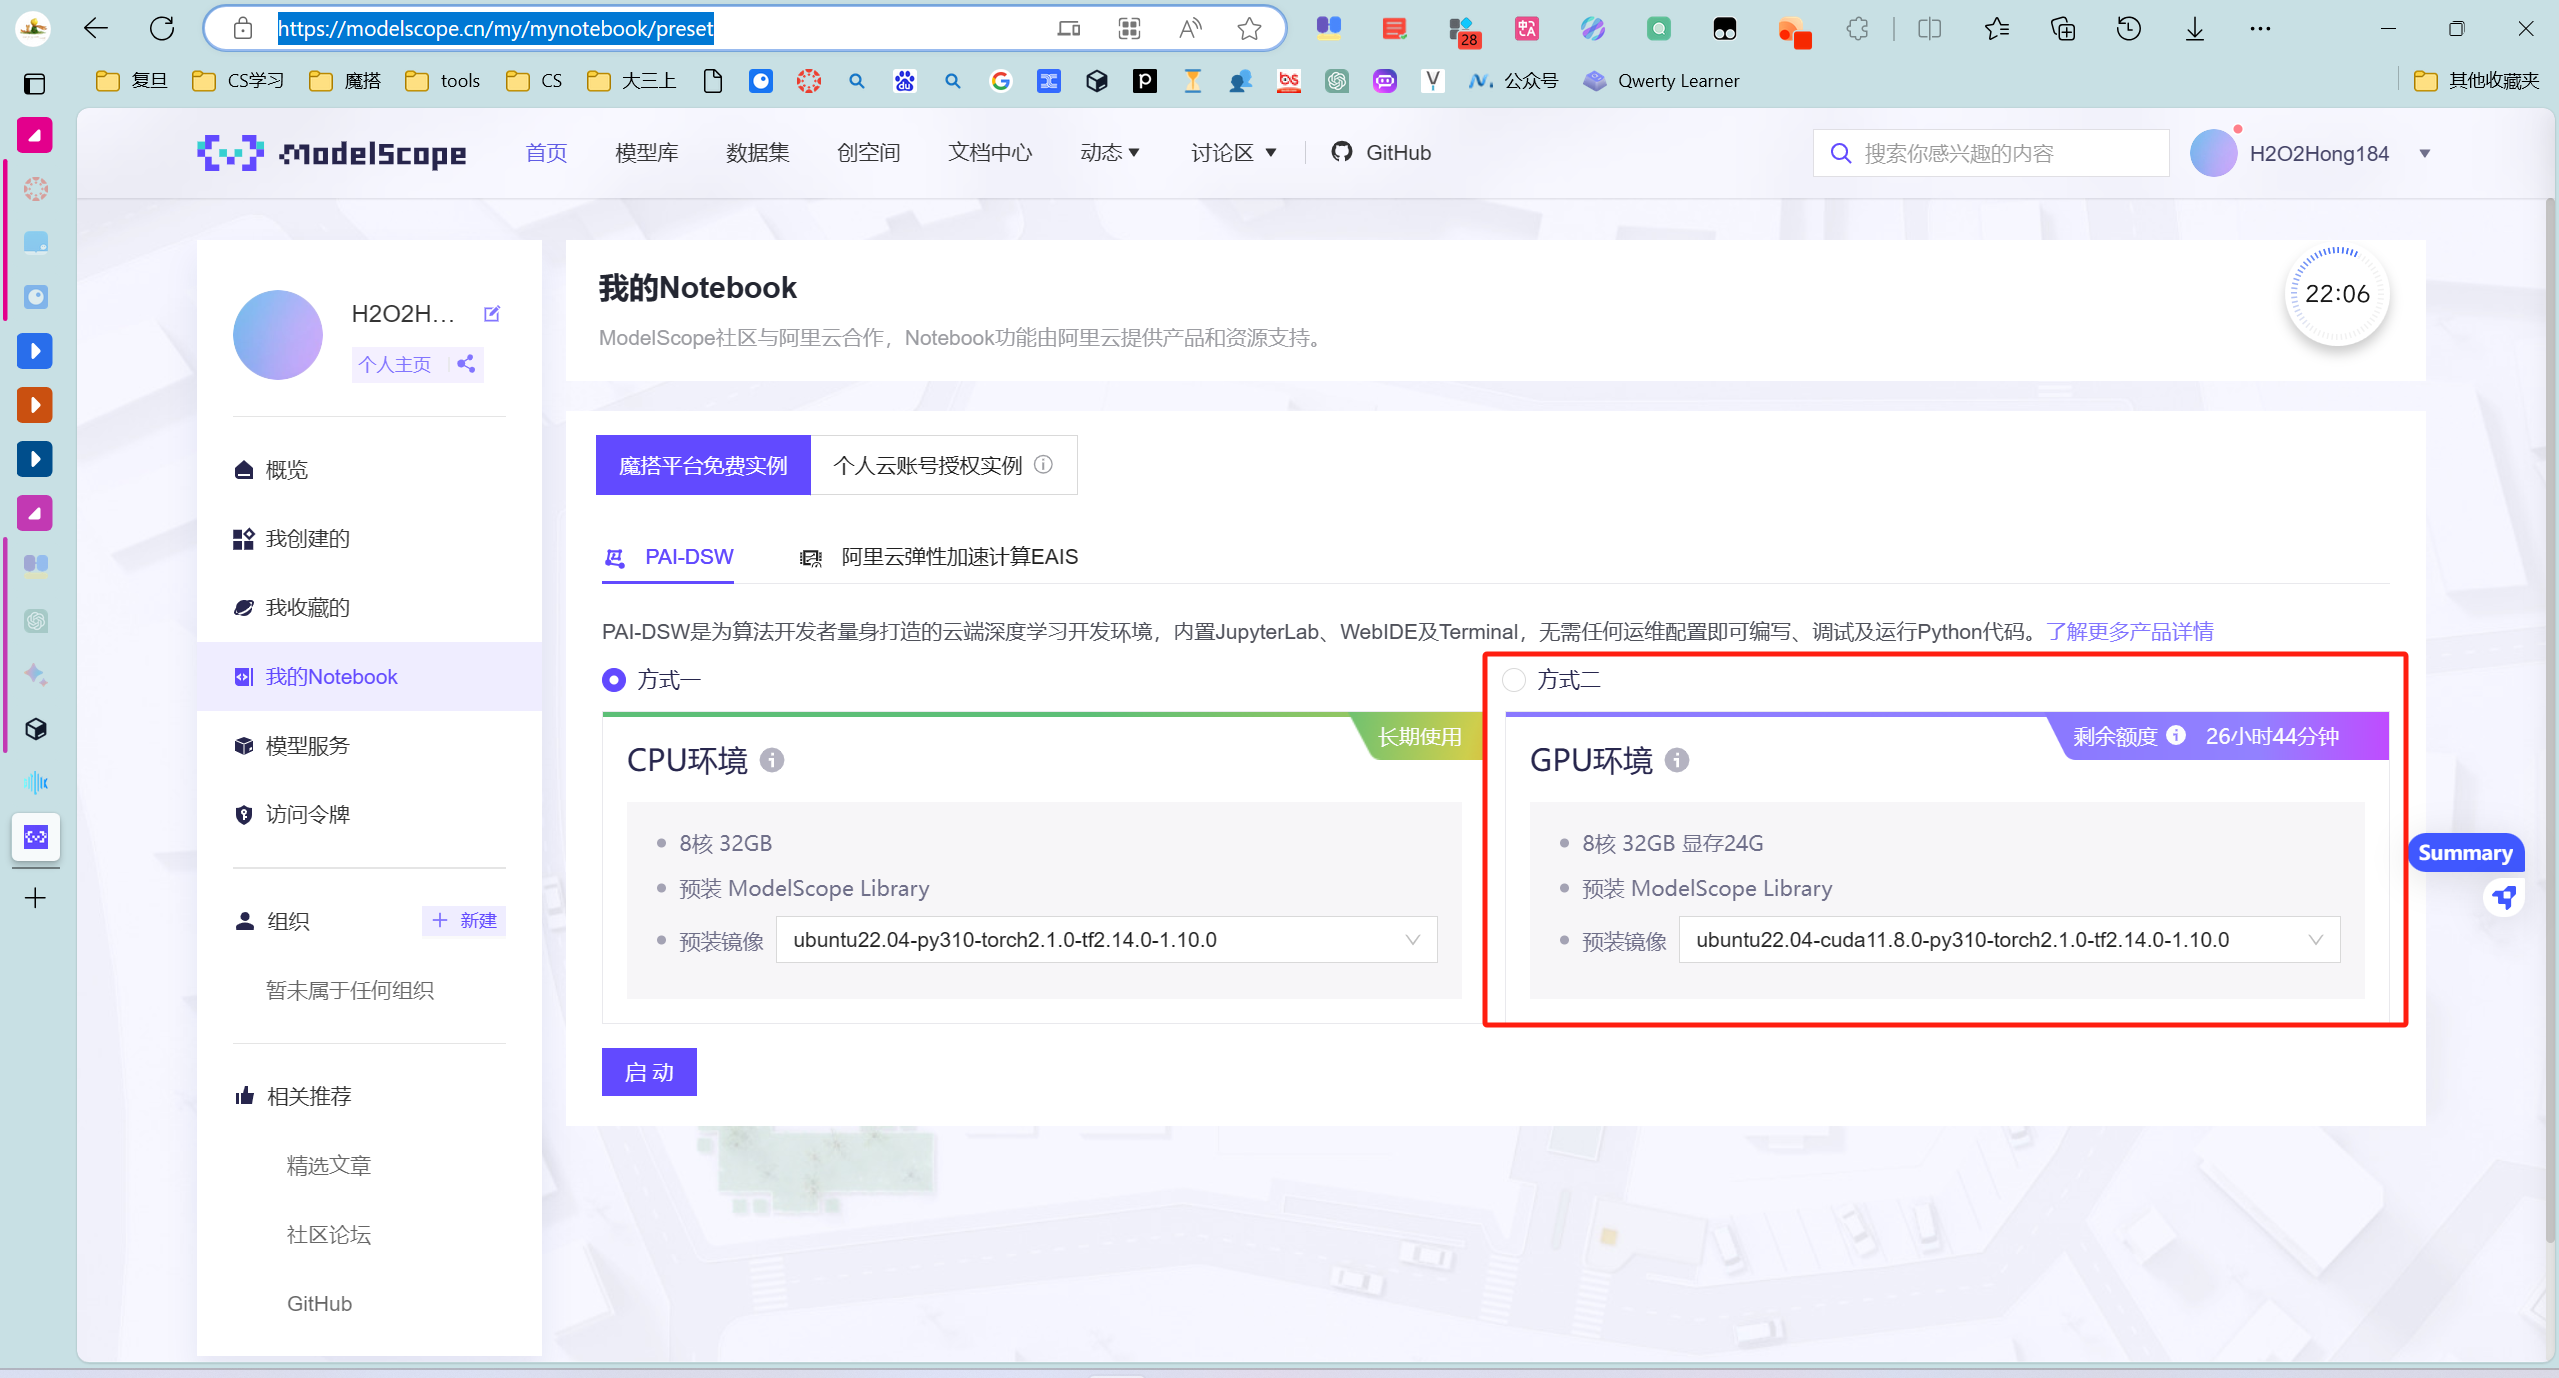 https://modelscope.cn/my/mynotebook/preset
28
复旦
CS学习
魔搭
tools
CS
大三上
公众号
Qwerty Learner
其他收藏夹
ModelScope
首页
模型库
数据集
创空间
文档中心
动态
讨论区
GitHub
搜索你感兴趣的内容
H2O2Hong184
H2O2H...
个人主页
概览
我创建的
我收藏的
我的Notebook
模型服务
访问令牌
组织
+ 新建
暂未属于任何组织
相关推荐
精选文章
社区论坛
GitHub
我的Notebook
ModelScope社区与阿里云合作，Notebook功能由阿里云提供产品和资源支持。
22:06
魔搭平台免费实例
个人云账号授权实例
PAI-DSW
阿里云弹性加速计算EAIS
PAI-DSW是为算法开发者量身打造的云端深度学习开发环境，内置JupyterLab、WebIDE及Terminal，无需任何运维配置即可编写、调试及运行Python代码。了解更多产品详情
方式一
长期使用
CPU环境
8核 32GB
预装 ModelScope Library
预装镜像
ubuntu22.04-py310-torch2.1.0-tf2.14.0-1.10.0
方式二
剩余额度
26小时44分钟
GPU环境
8核 32GB 显存24G
预装 ModelScope Library
预装镜像
ubuntu22.04-cuda11.8.0-py310-torch2.1.0-tf2.14.0-1.10.0
启动
Summary